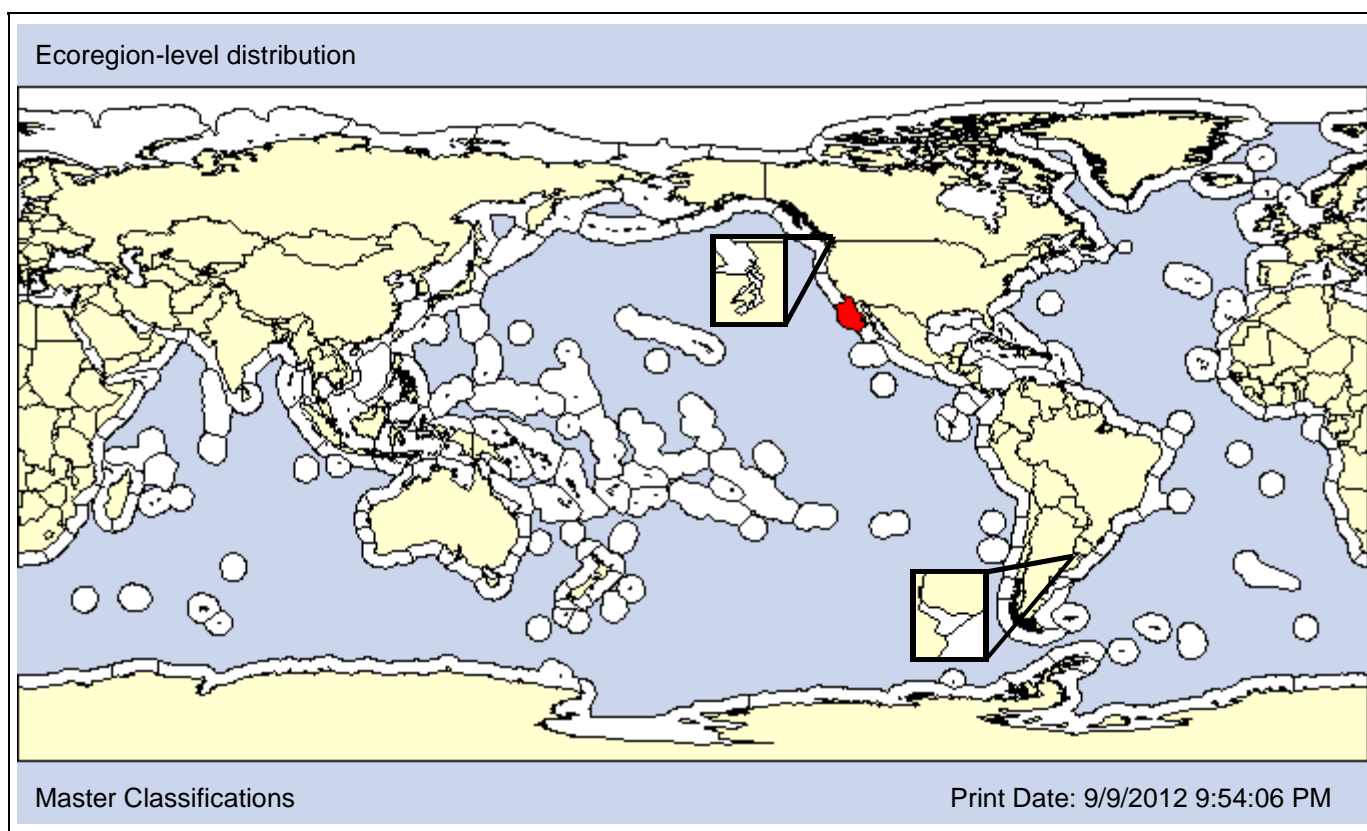 Ecoregion-level distribution
Master Classifications
Print Date: 9/9/2012 9:54:06 PM